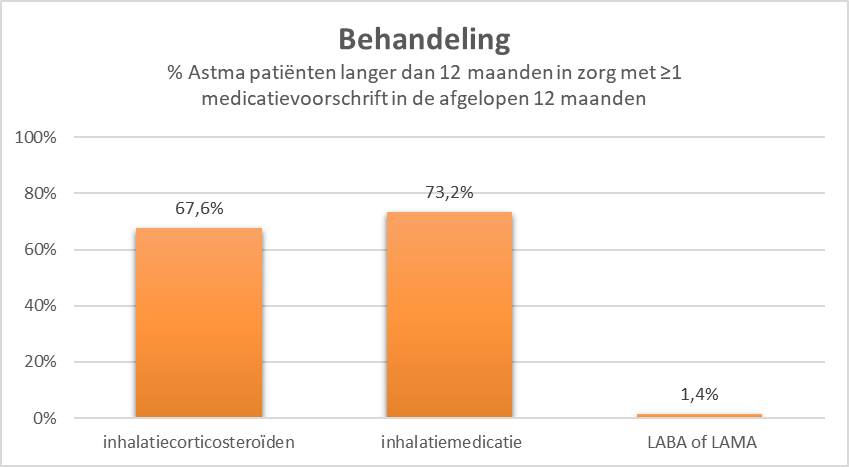 Behandeling
% Astma patiënten langer dan 12 maanden in zorg met ≥1
medicatievoorschrift in de afgelopen 12 maanden
100%
80%
60%
40%
20%
0%
67,6%
73,2%
1,4%
inhalatiecorticosteroïden
inhalatiemedicatie
LABA of LAMA